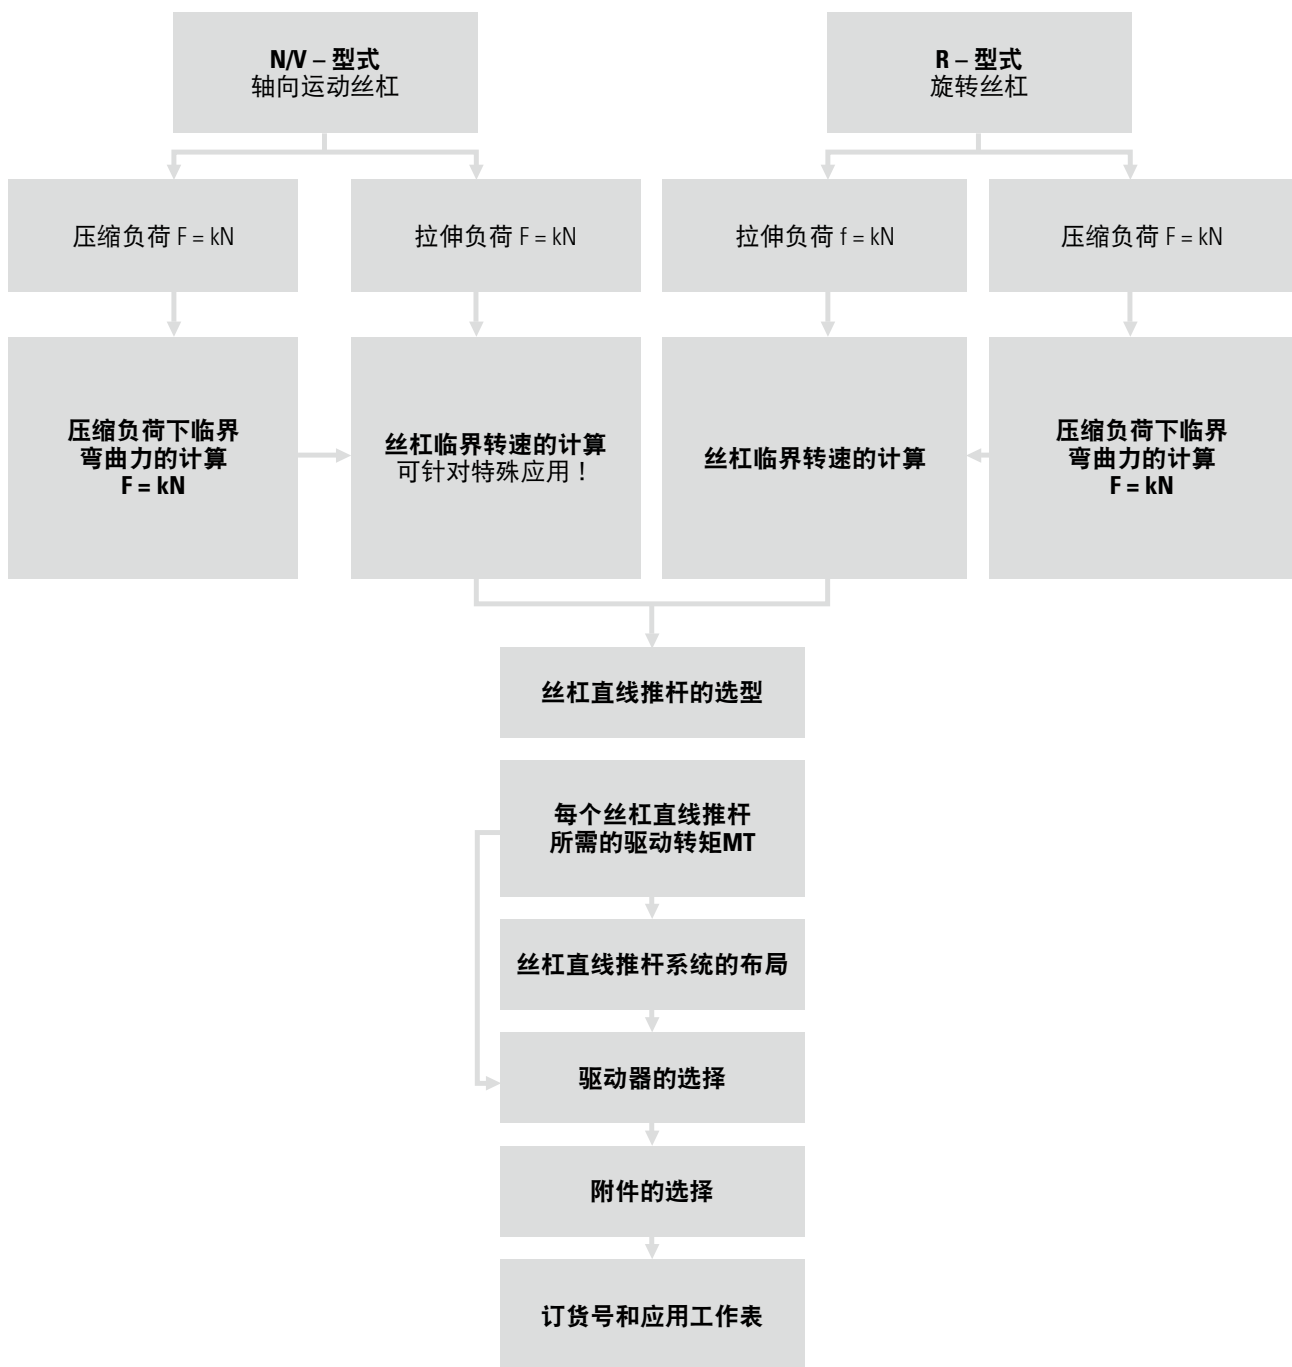 N/V – 型式
轴向运动丝杠
R – 型式
旋转丝杠
压缩负荷 F = kN
拉伸负荷 F = kN
拉伸负荷 f = kN
压缩负荷 F = kN
压缩负荷下临界
弯曲力的计算
F = kN
丝杠临界转速的计算
可针对特殊应用！
丝杠临界转速的计算
压缩负荷下临界
弯曲力的计算
F = kN
丝杠直线推杆的选型
每个丝杠直线推杆
所需的驱动转矩MT
丝杠直线推杆系统的布局
驱动器的选择
附件的选择
订货号和应用工作表